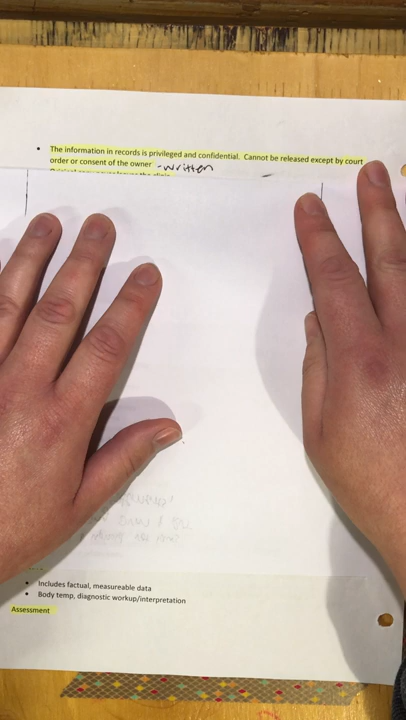 • The information in records is privileged and confidential. Cannot be released except by court
order or consent of the owner -written
• Includes factual, measureable data
• Body temp, diagnostic workup/interpretation
Assessment